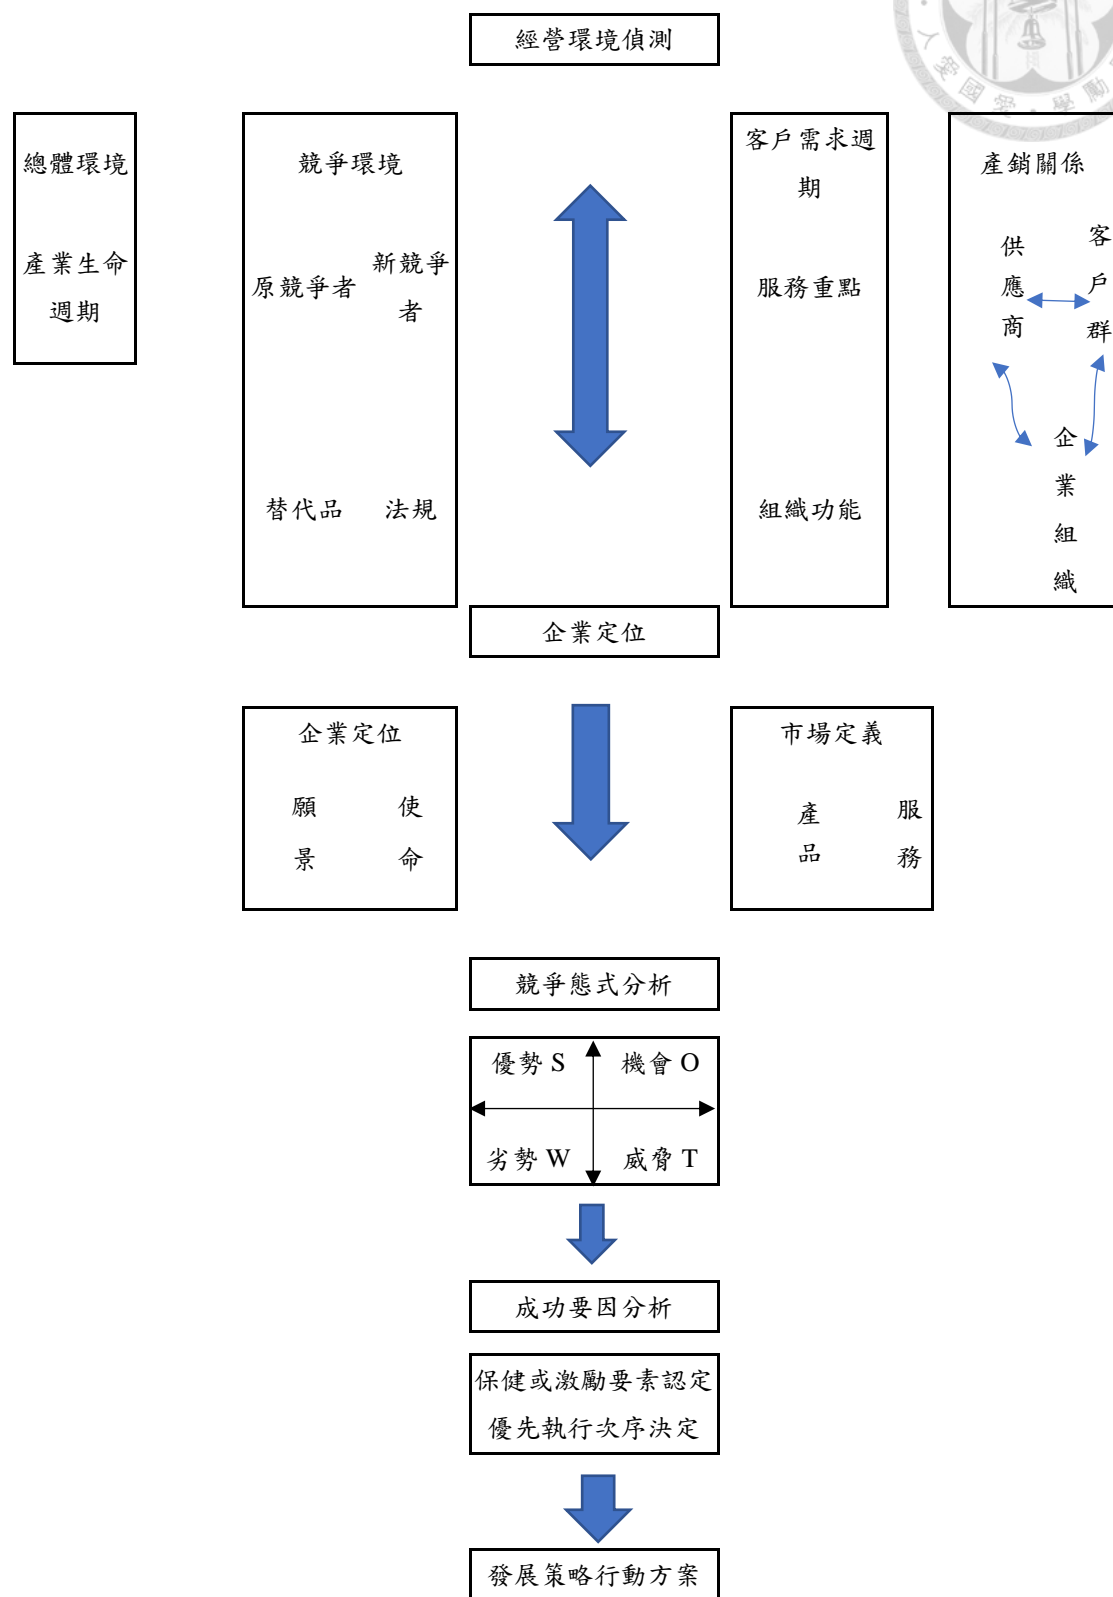 經營環境偵測
總體環境
產業生命
週期
競爭環境
原競爭者
新競爭
者
替代品
法規
客戶需求週
期
服務重點
組織功能
產銷關係
供應商
客戶群
企業組織
企業定位
企業定位
願景
使命
市場定義
產品
服務
競爭態式分析
優勢 S
機會 O
劣勢 W
威脅 T
成功要因分析
保健或激勵要素認定
優先執行次序決定
發展策略行動方案
人 愛 國 愛 · 學 勵